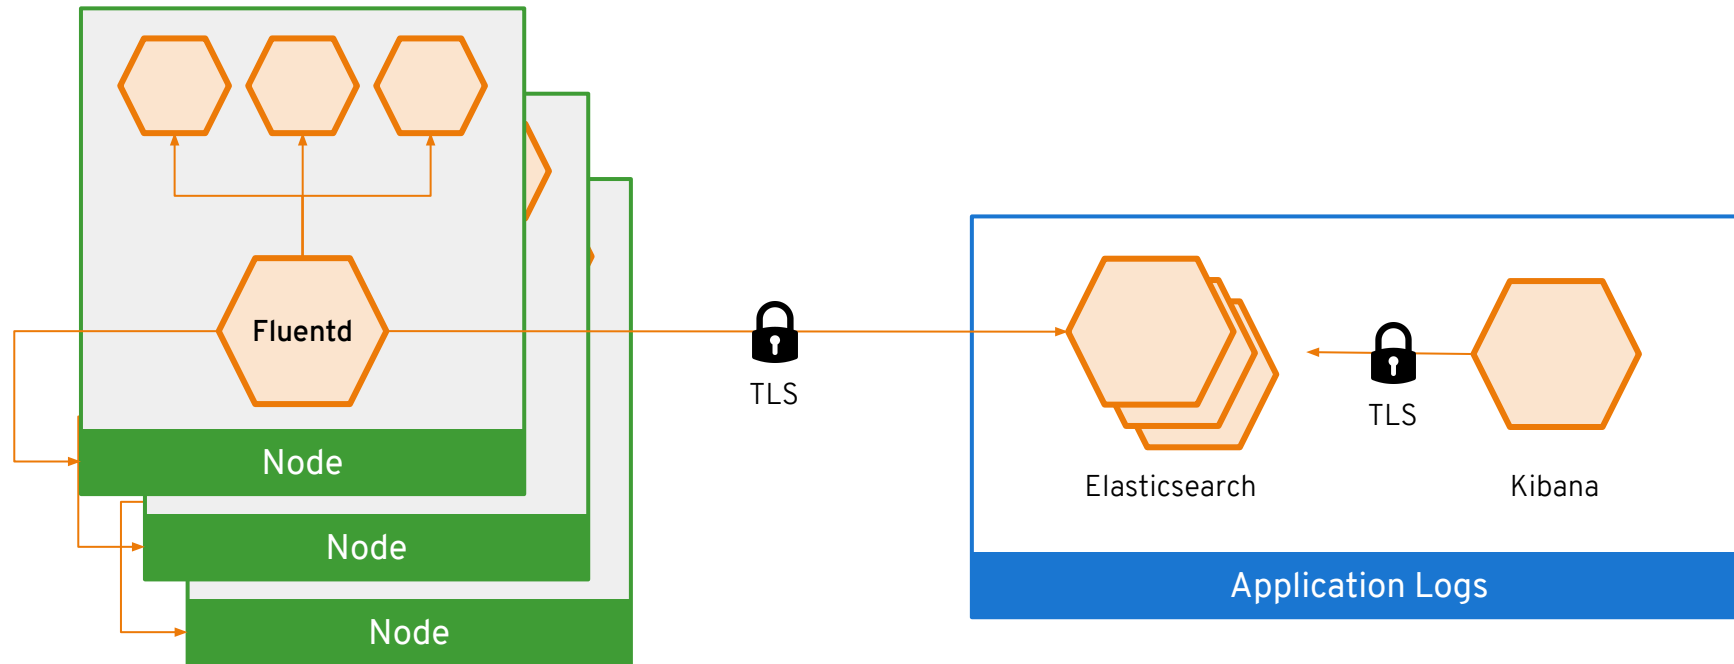 Fluentd
Node
Node
Node
TLS
Elasticsearch
TLS
Kibana
Application Logs